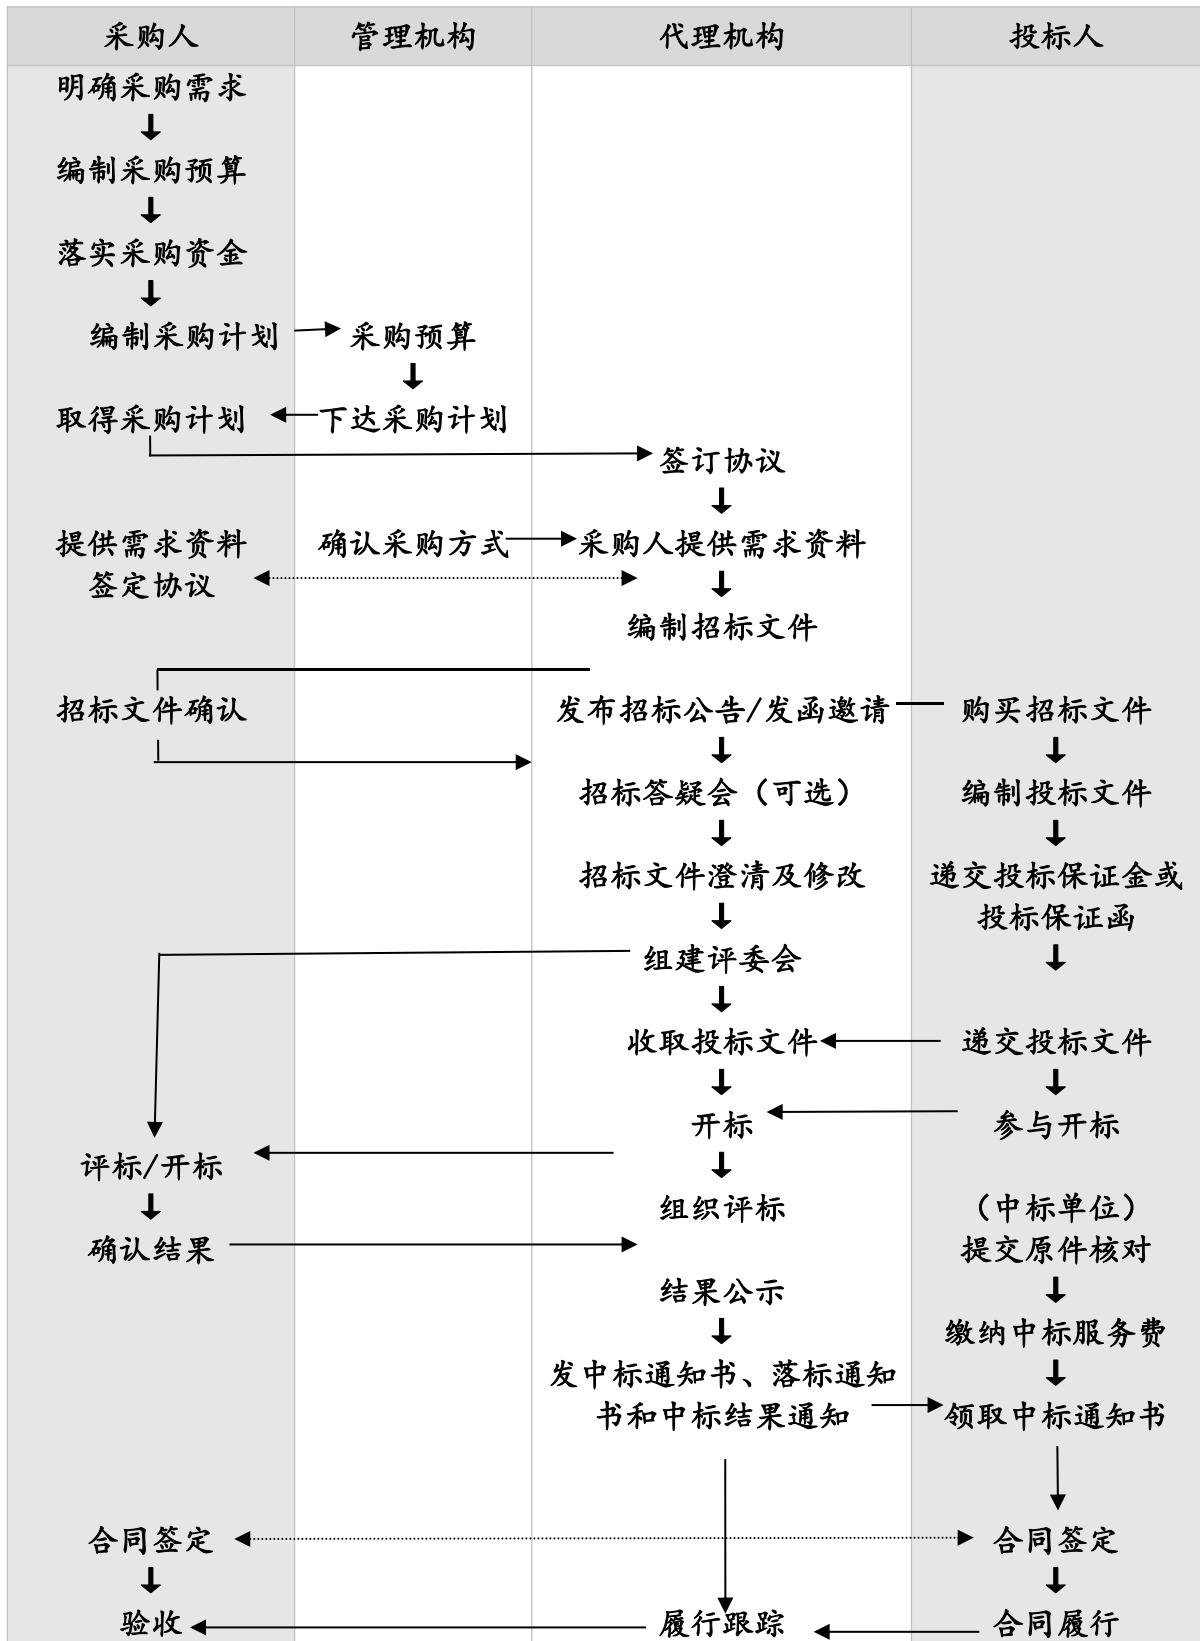 采购人 管理机构 代理机构 投标人
明确采购需求
编制采购预算
落实采购资金
编制采购计划 采购预算
取得采购计划 下达采购计划
签订协议
提供需求资料 确认采购方式 采购人提供需求资料
签定协议
编制招标文件
招标文件确认 发布招标公告/发函邀请 购买招标文件
招标答疑会（可选） 编制投标文件
招标文件澄清及修改 递交投标保证金或
投标保证函
组建评委会
收取投标文件 递交投标文件
开标 参与开标
评标/开标
组织评标 （中标单位）
确认结果 提交原件核对
结果公示
缴纳中标服务费
发中标通知书、落标通知
书和中标结果通知 领取中标通知书
合同签定 合同签定
验收 履行跟踪 合同履行